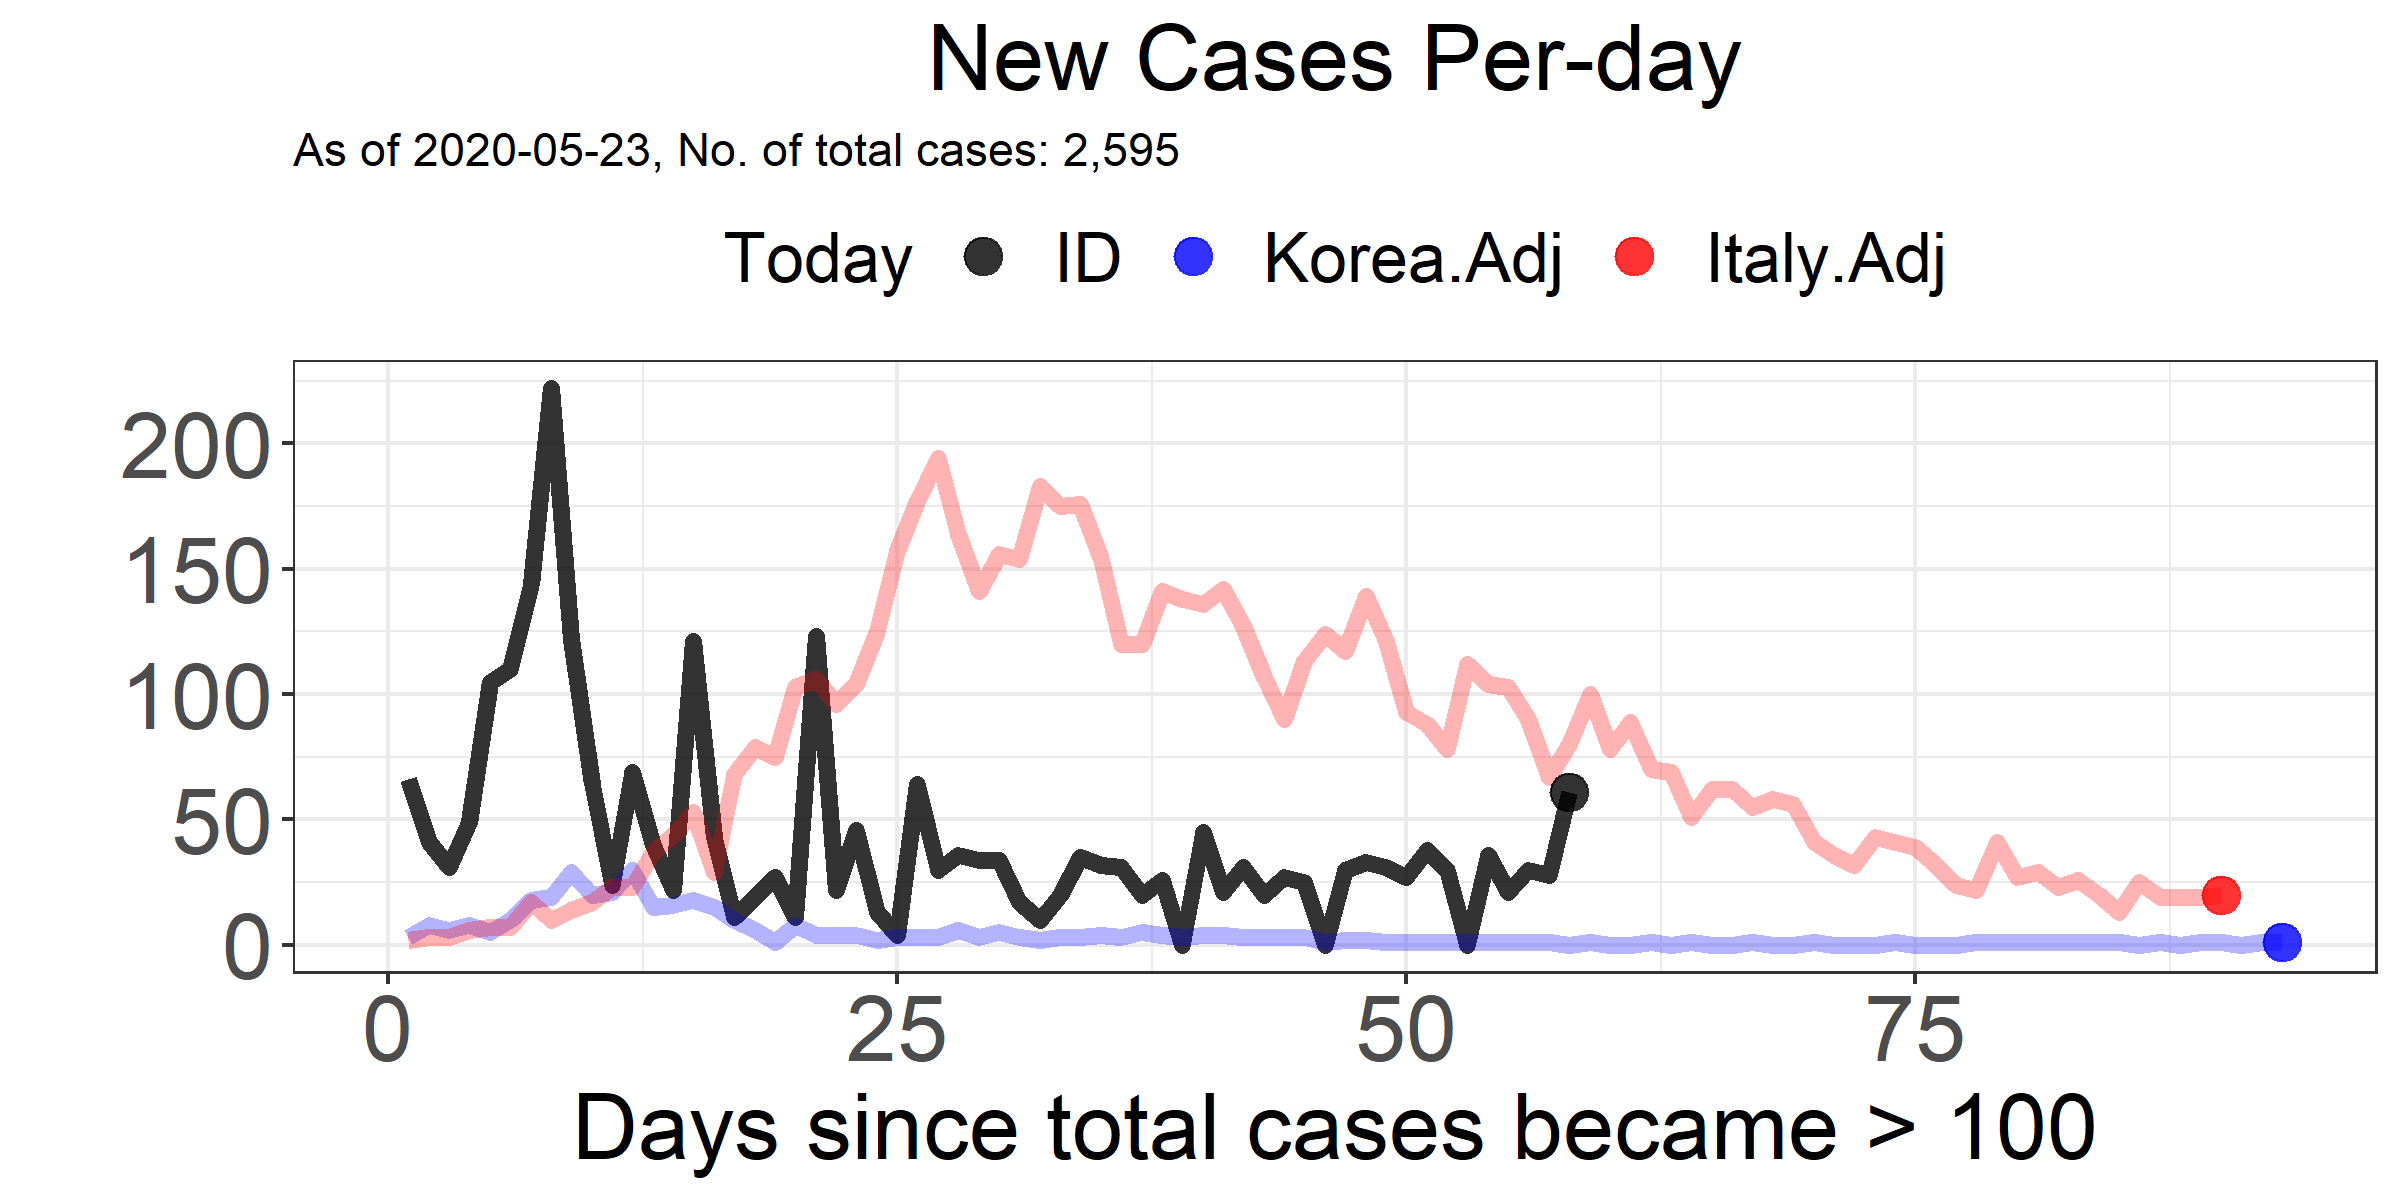 New Cases Per-day
As of 2020-05-23, No. of total cases: 2,595
Today ID Korea.Adj Italy.Adj
200
150
100
50
0
0 25 50 75
Days since total cases became > 100